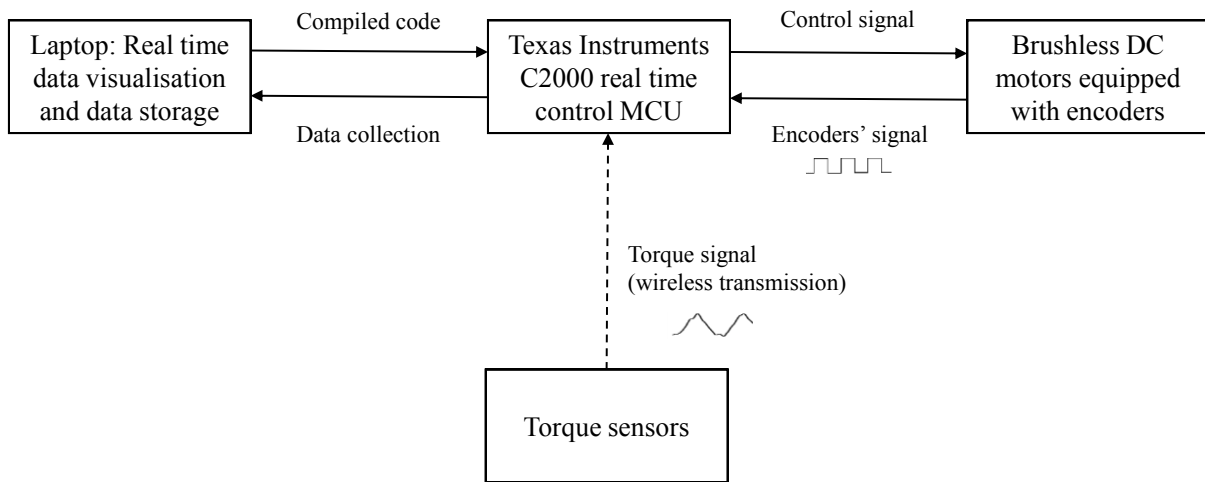 Compiled code
Control signal
Laptop: Real time
data visualisation
and data storage
Texas Instruments
C2000 real time
control MCU
Brushless DC
motors equipped
with encoders
Data collection
Encoders’ signal
Torque signal
(wireless transmission)
Torque sensors